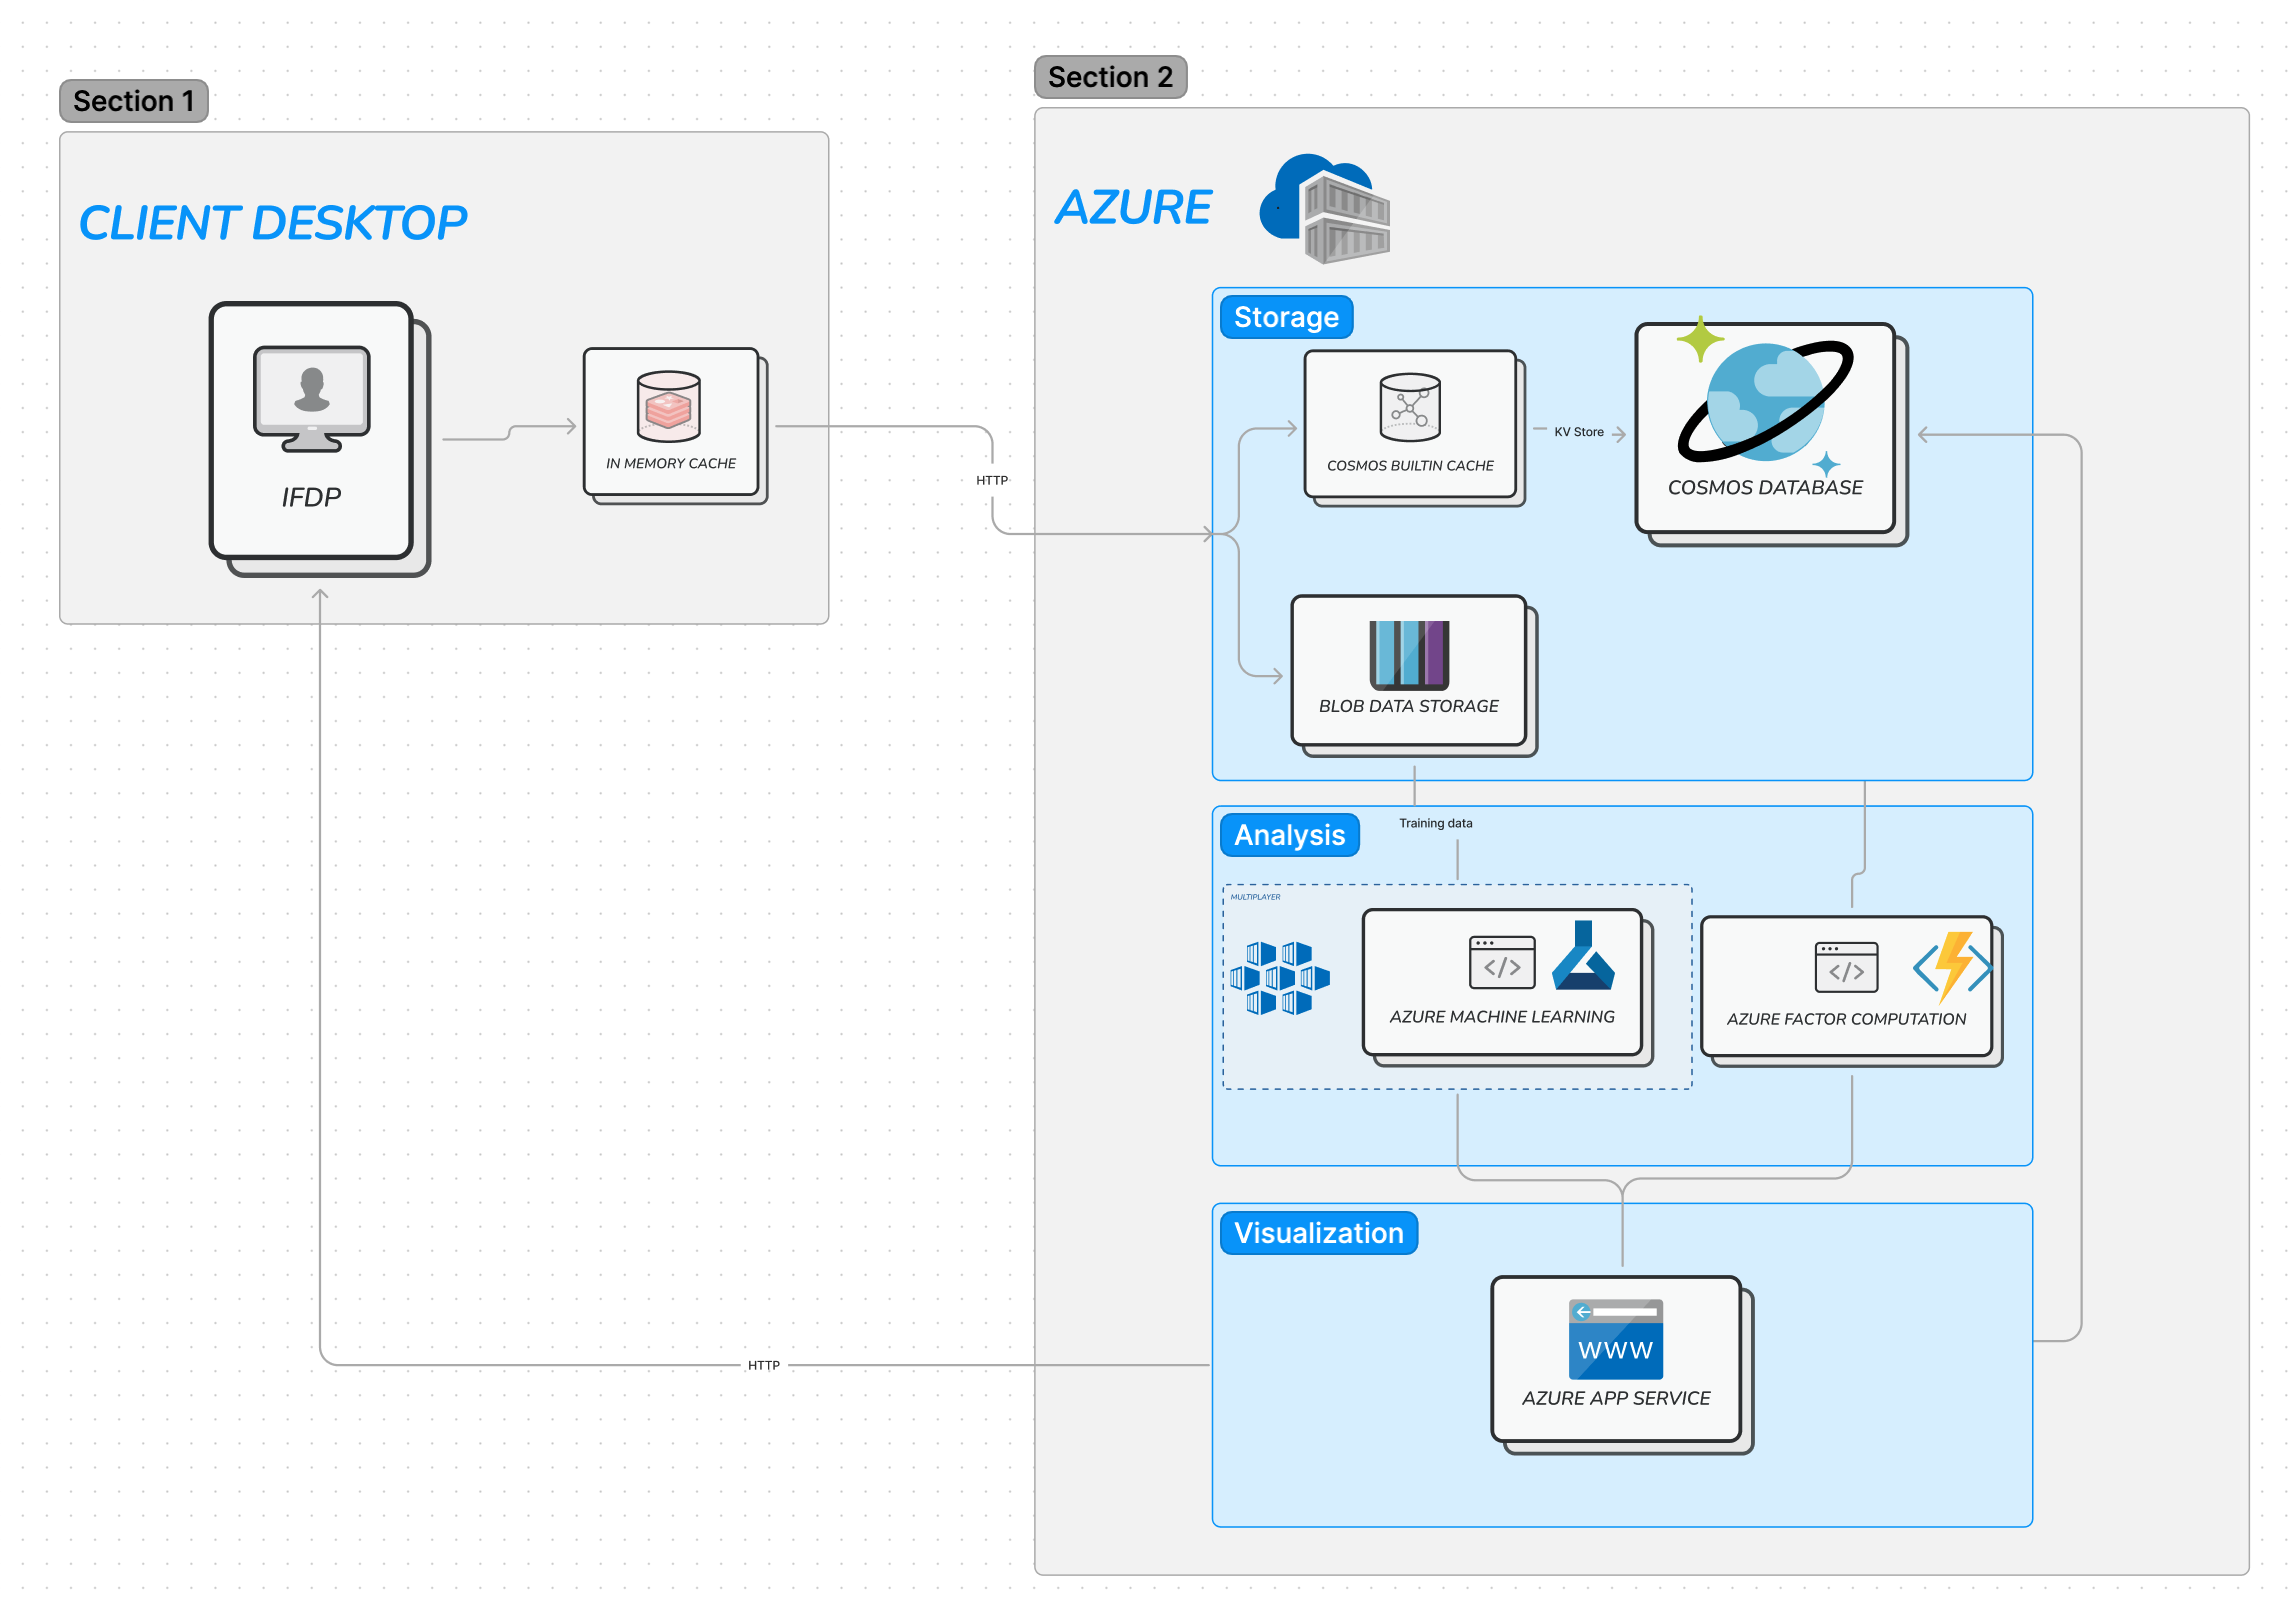 Section 1
CLIENT DESKTOP
IFDP
IN MEMORY CACHE
HTTP
Section 2
AZURE
Storage
COSMOS BUILTIN CACHE
KV Store
COSMOS DATABASE
BLOB DATA STORAGE
Analysis
Training data
MULTIPLAYER
AZURE MACHINE LEARNING
AZURE FACTOR COMPUTATION
Visualization
WWW
AZURE APP SERVICE
HTTP